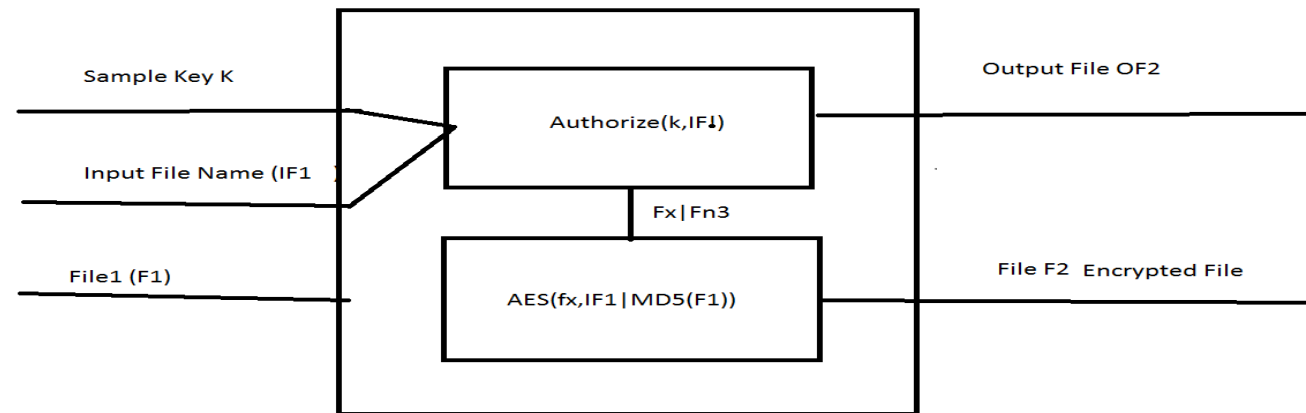 Sample Key K
Output File OF2
Authorize(k,IF1)
Input File Name (IF1 )
Fx|Fn3
File1 (F1)
File F2 Encrypted File
AES(fx,IF1|MD5(F1))